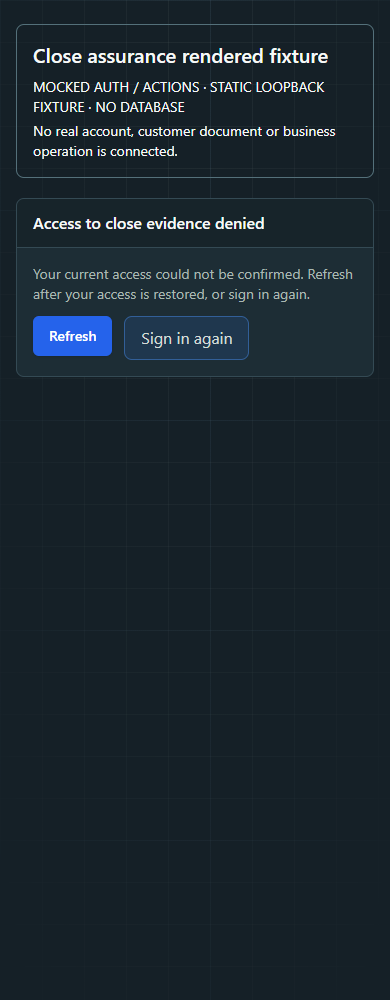 Close assurance rendered fixture
MOCKED AUTH / ACTIONS · STATIC LOOPBACK
FIXTURE · NO DATABASE
No real account, customer document or business
operation is connected.
Access to close evidence denied
Your current access could not be confirmed. Refresh
after your access is restored, or sign in again.
Refresh
Sign in again